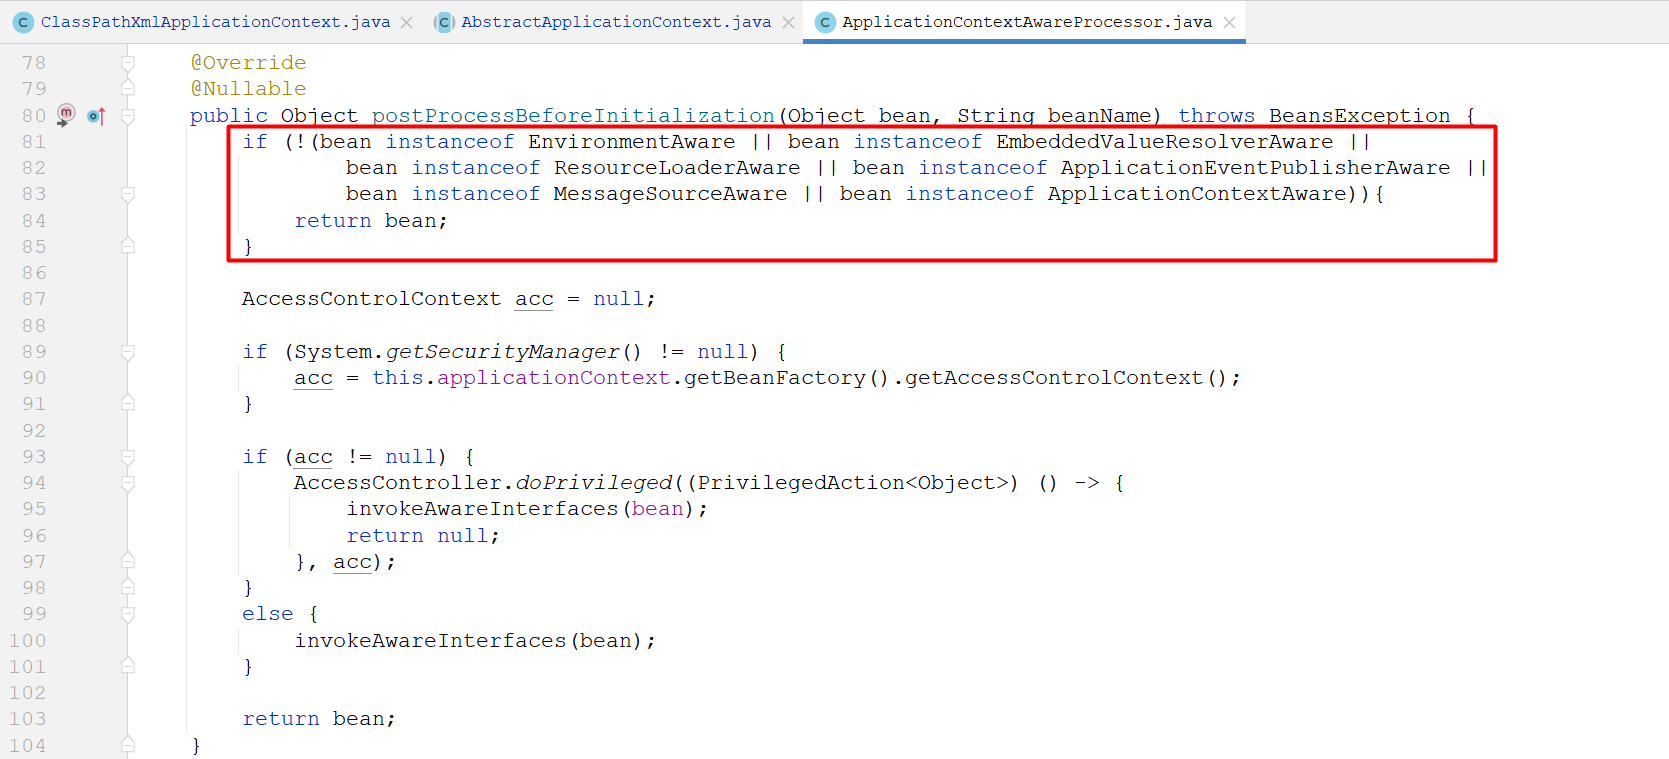 ClassPathXmlApplicationContext.java AbstractApplicationContext.java ApplicationContextAwareProcessor.java
78 @Override
79 @Nullable
80 public Object postProcessBeforeInitialization(Object bean, String beanName) throws BeansException {
81 if (!(bean instanceof EnvironmentAware || bean instanceof EmbeddedValueResolverAware ||
82 bean instanceof ResourceLoaderAware || bean instanceof ApplicationEventPublisherAware ||
83 bean instanceof MessageSourceAware || bean instanceof ApplicationContextAware)){
84 return bean;
85 }
86
87 AccessControlContext acc = null;
88
89 if (System.getSecurityManager() != null) {
90 acc = this.applicationContext.getBeanFactory().getAccessControlContext();
91 }
92
93 if (acc != null) {
94 AccessController.doPrivileged((PrivilegedAction<Object>) () -> {
95 invokeAwareInterfaces(bean);
96 return null;
97 }, acc);
98 }
99 else {
100 invokeAwareInterfaces(bean);
101 }
102
103 return bean;
104 }